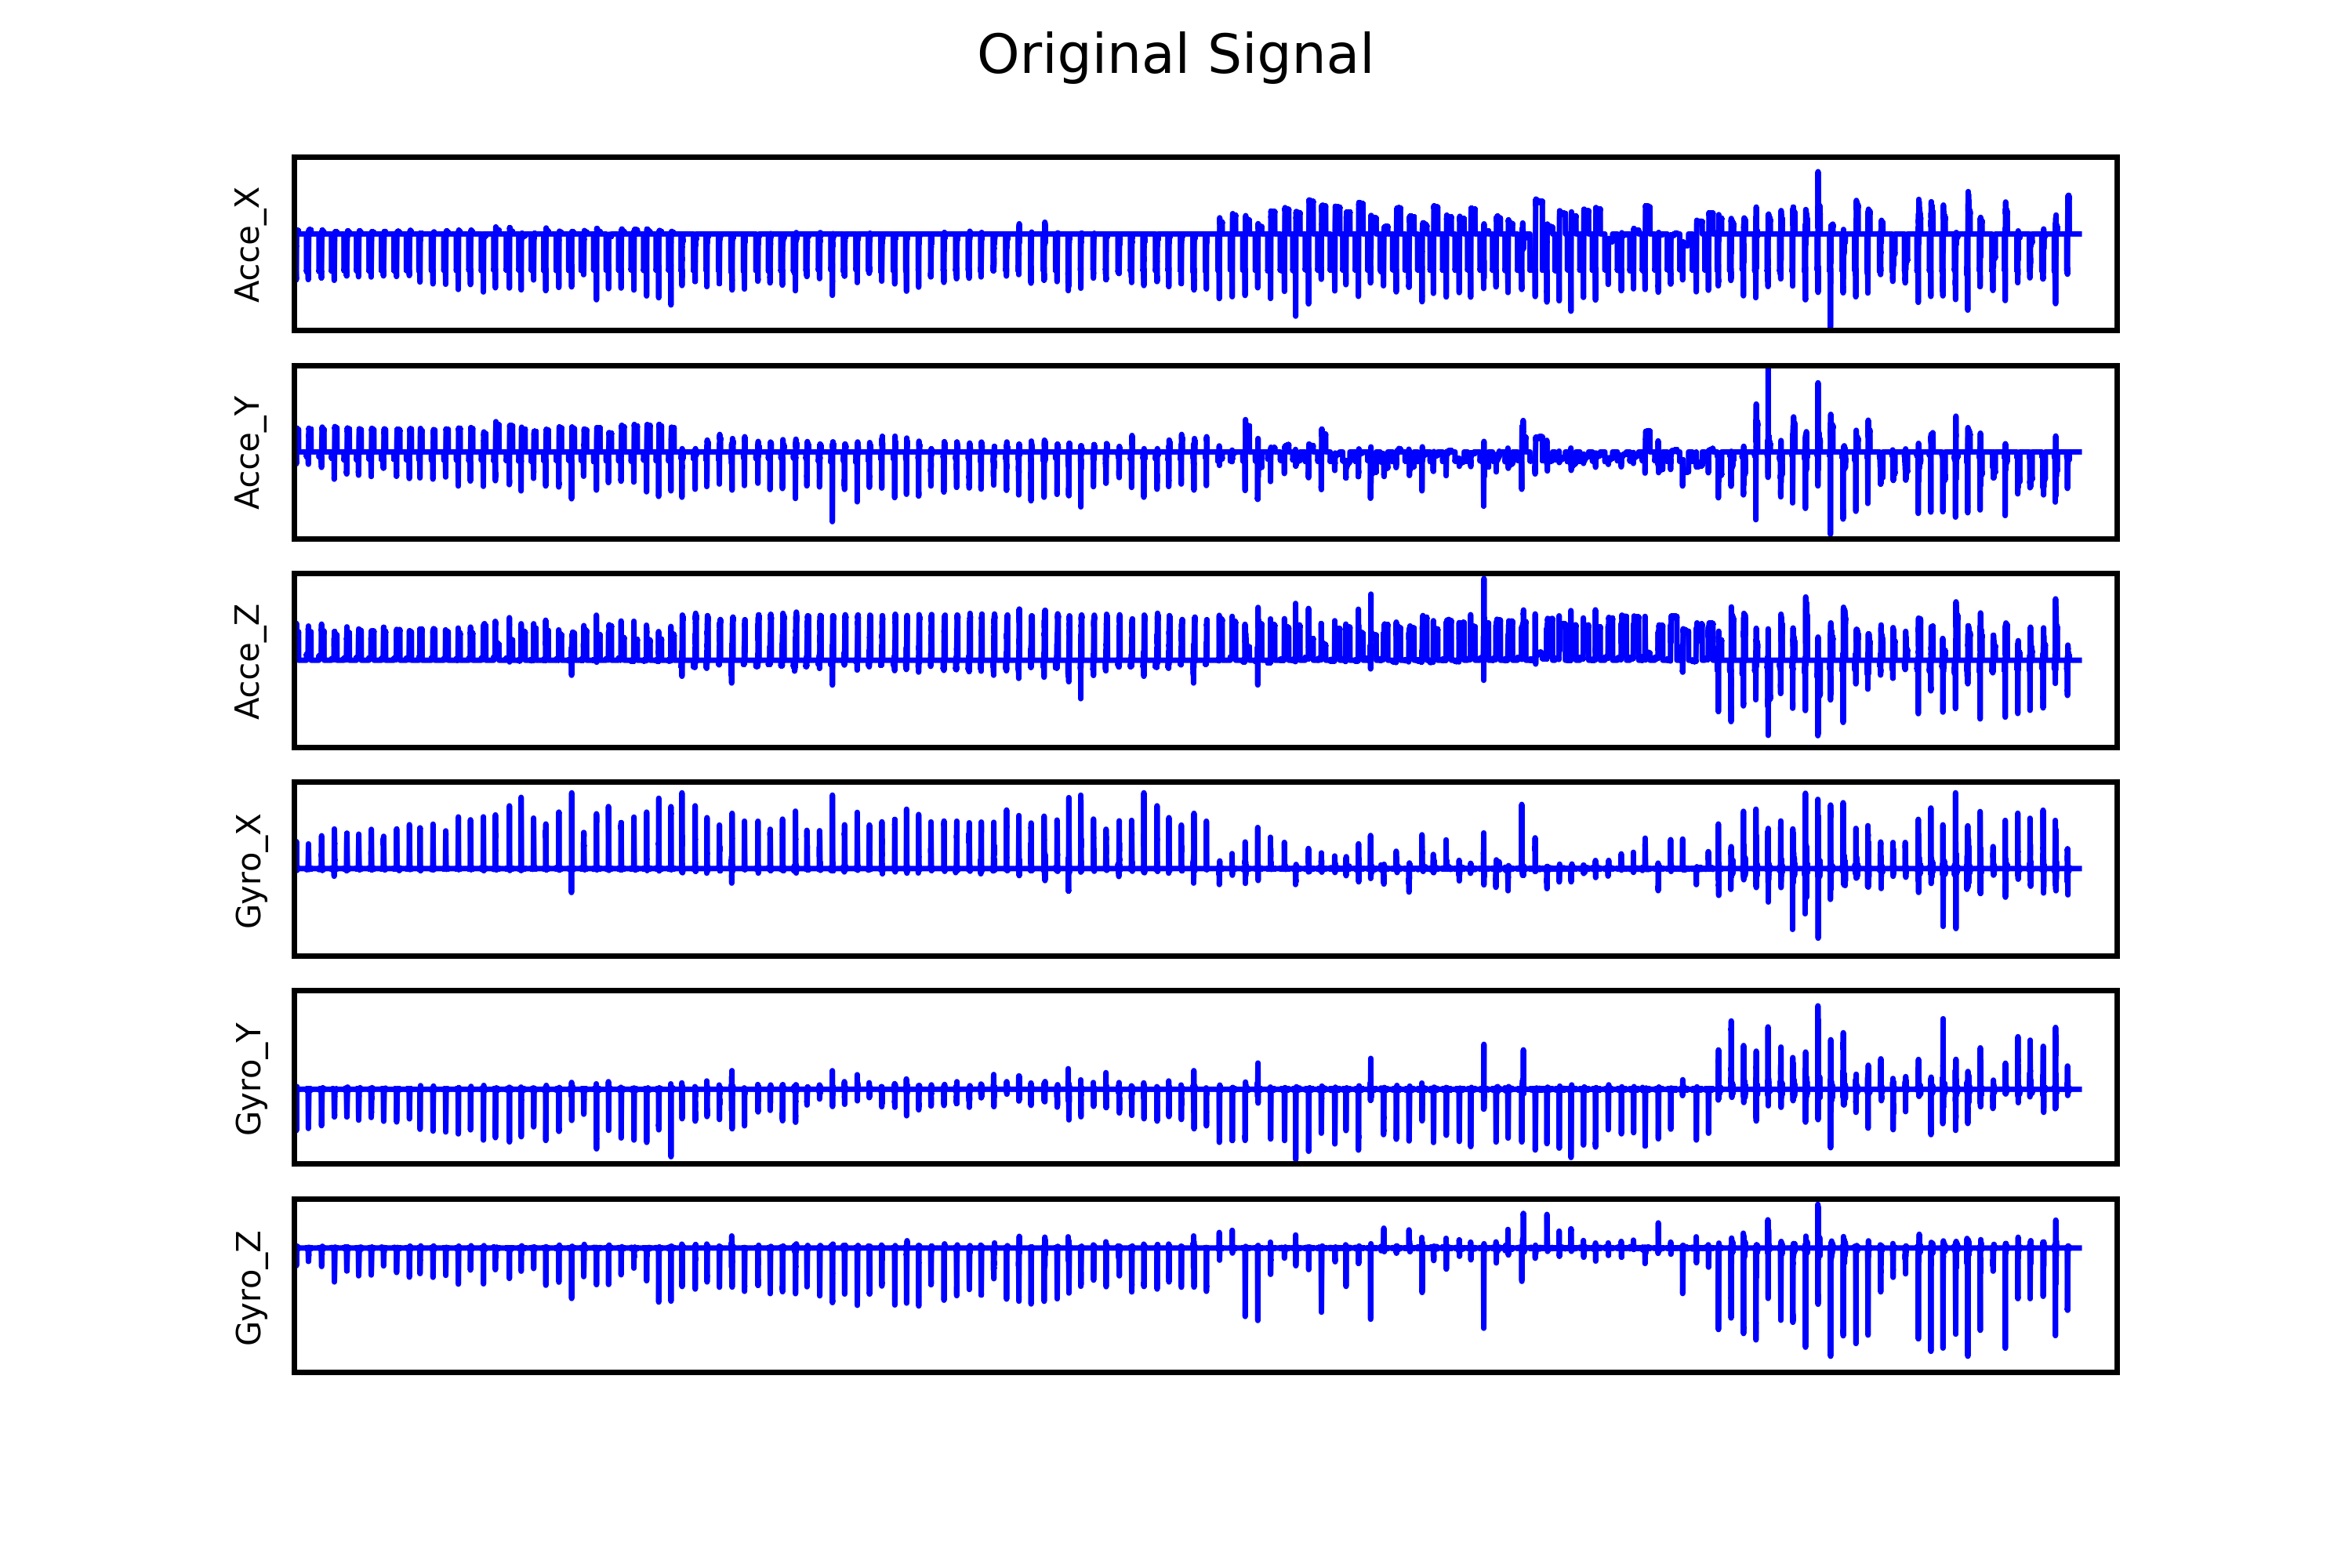 Original Signal
Acce_X
Acce_Y
Acce_Z
Gyro_X
Gyro_Y
Gyro_Z